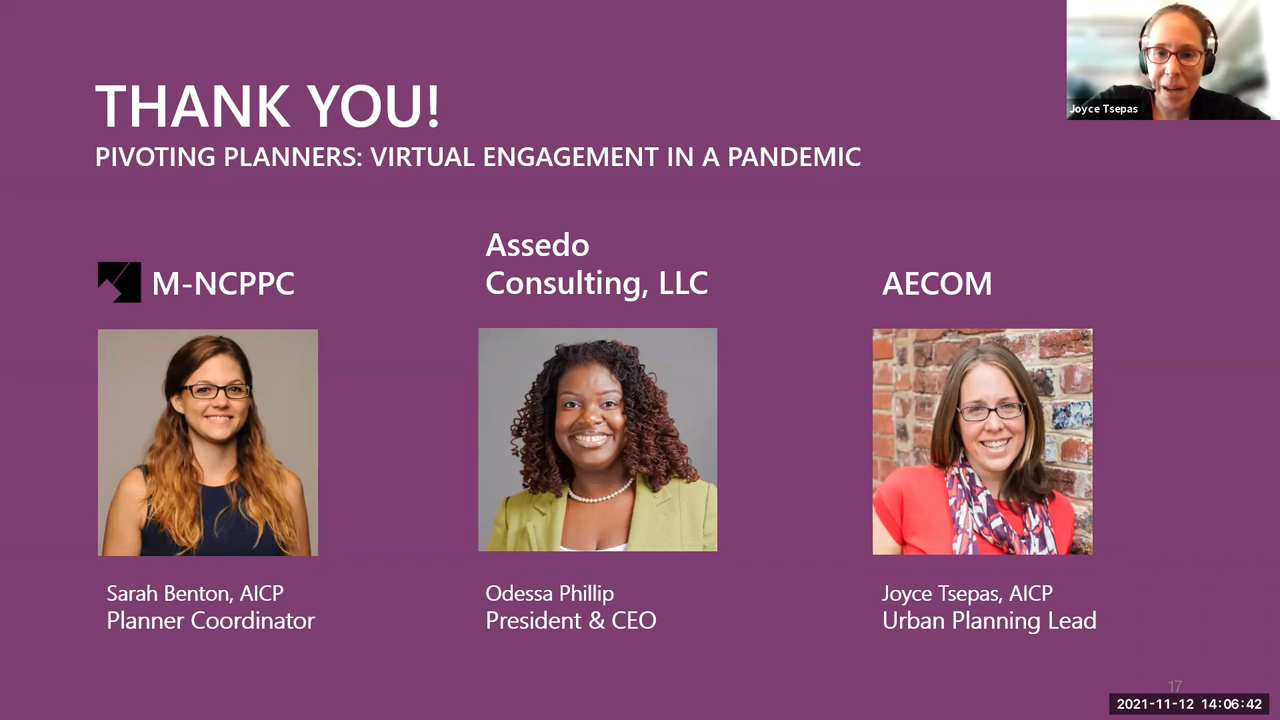 Joyce Tsepas
THANK YOU!
PIVOTING PLANNERS: VIRTUAL ENGAGEMENT IN A PANDEMIC
M-NCPPC
Assedo
Consulting, LLC
AECOM
Sarah Benton, AICP
Planner Coordinator
Odessa Phillip
President & CEO
Joyce Tsepas, AICP
Urban Planning Lead
17
2021-11-12 14:06:42